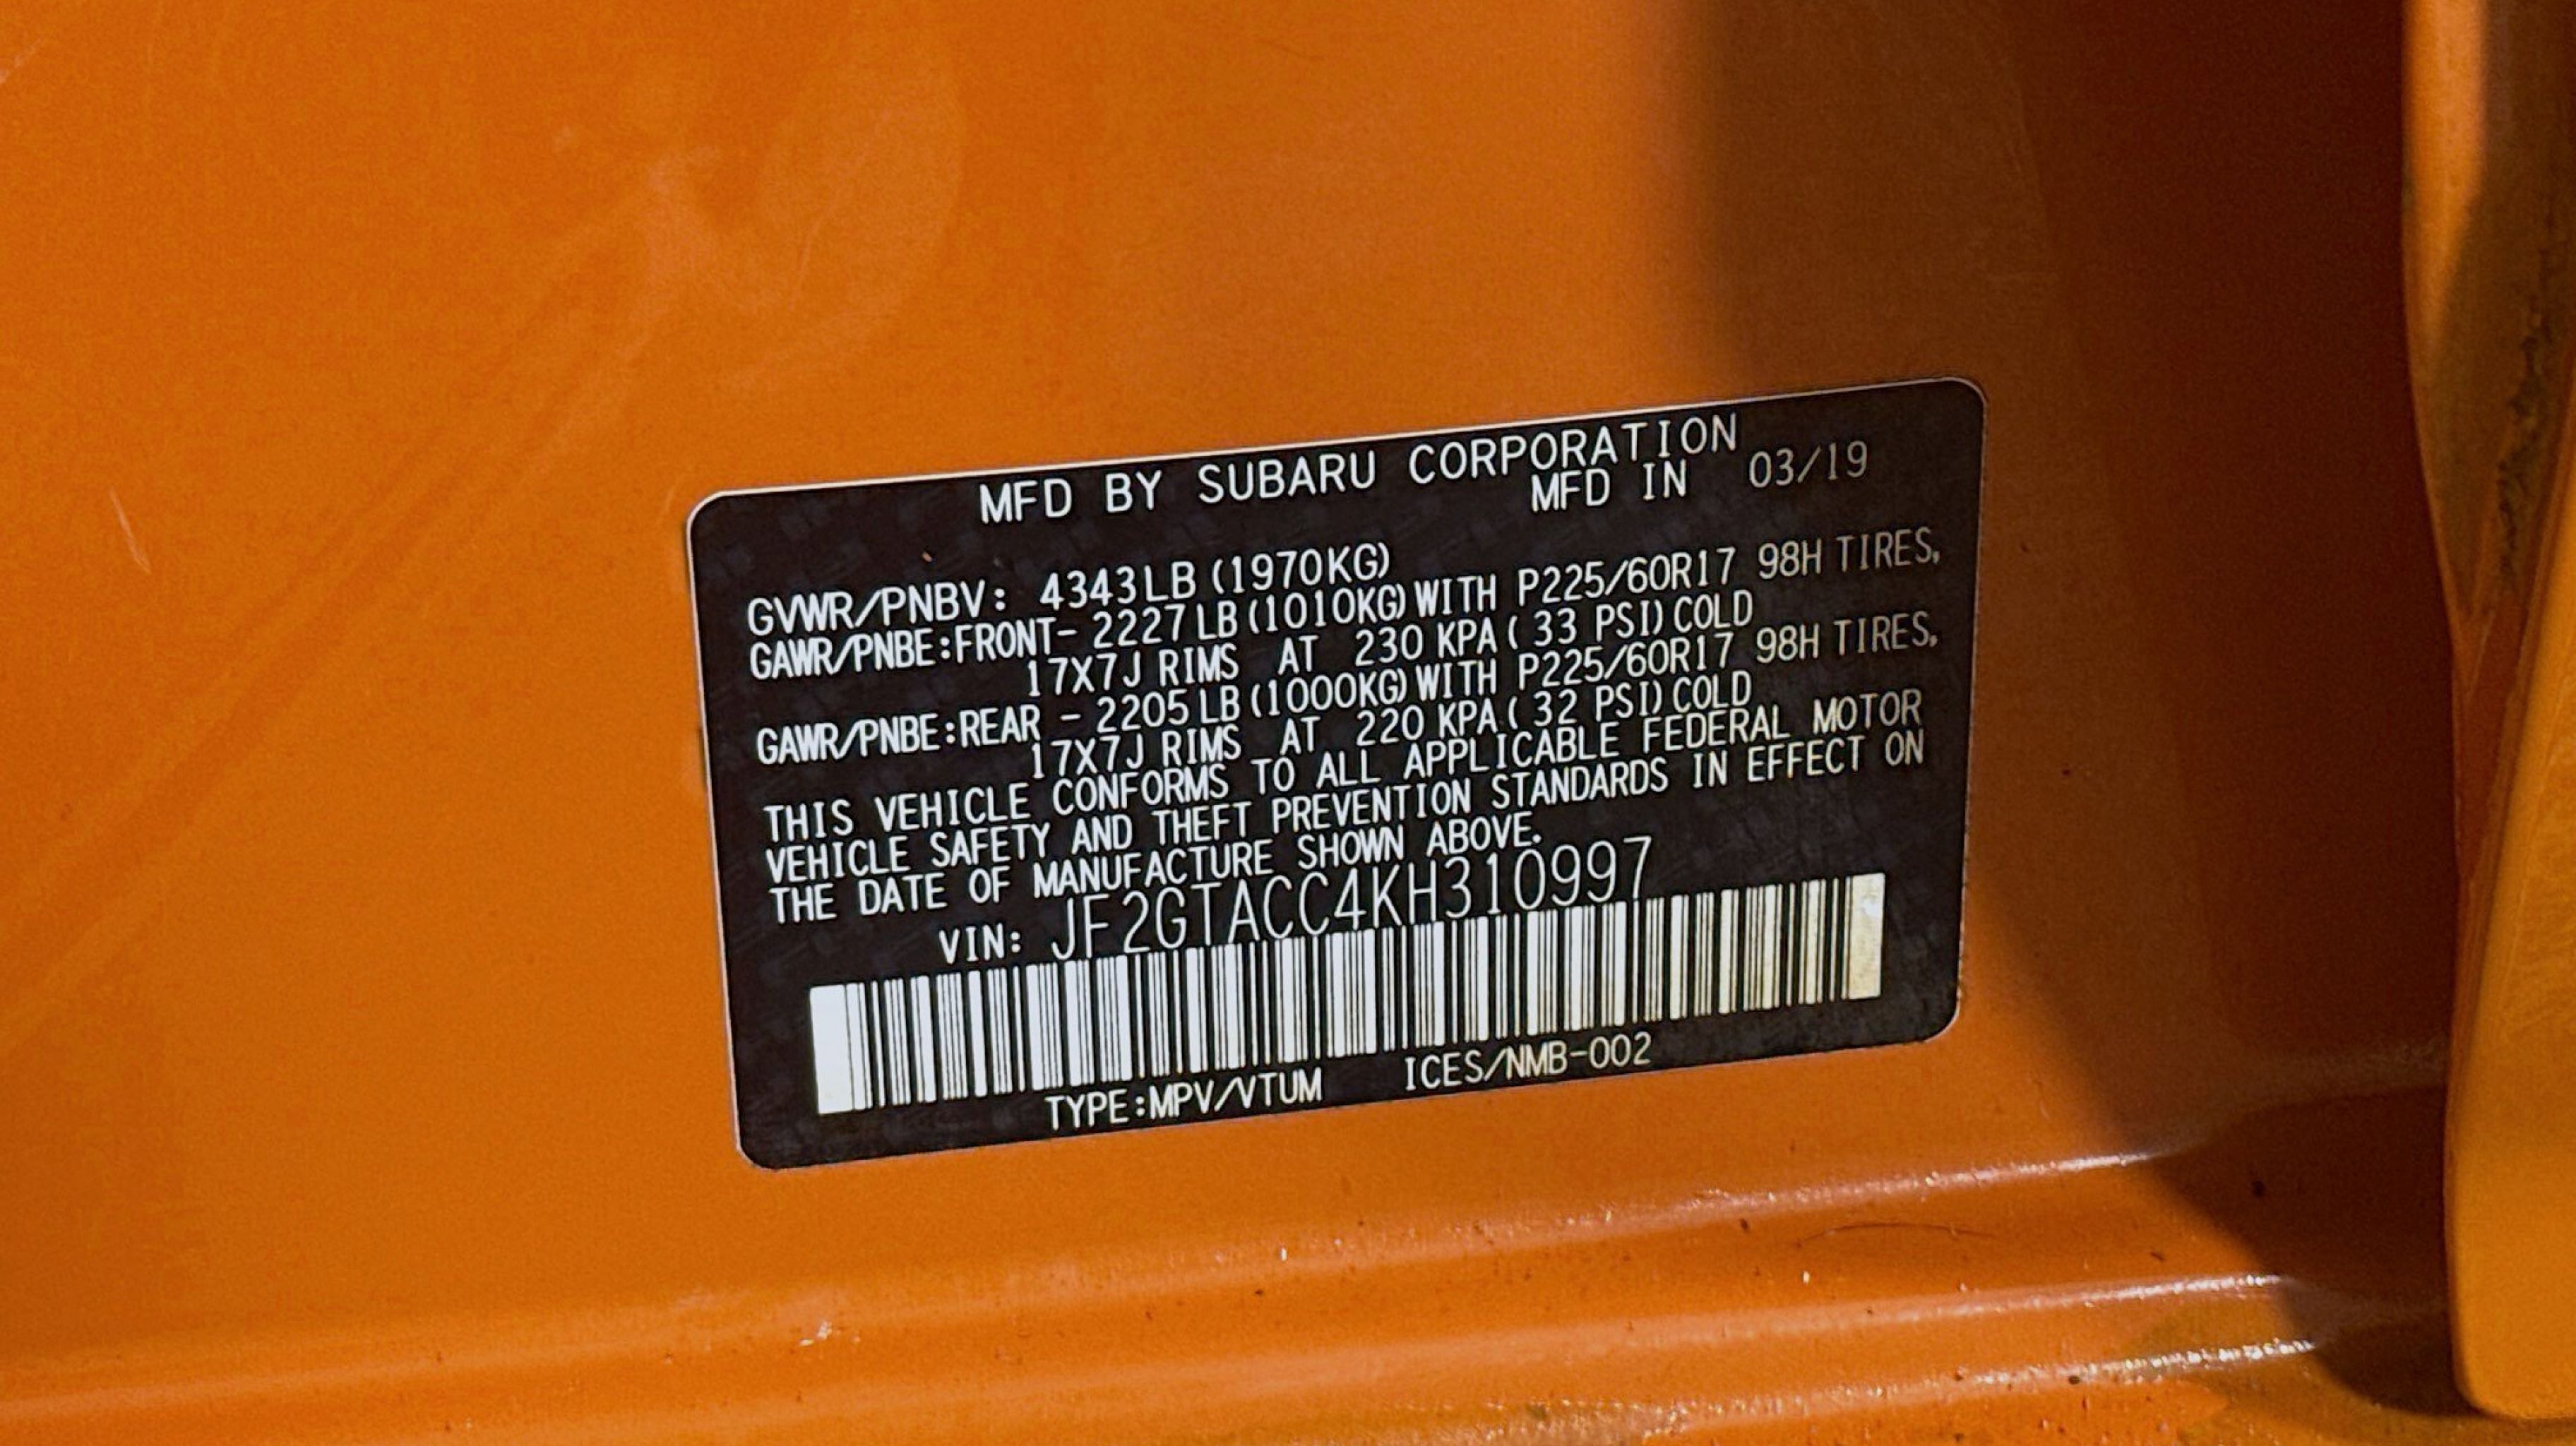 MFD BY SUBARU CORPORATION
MFD IN 03/19
GVWR/PNBV: 4343LB (1970KG)
GAWR/PNBE:FRONT- 2227LB (1010KG) WITH P225/60R17 98H TIRES,
17X7J RIMS AT 230 KPA ( 33 PSI) COLD
GAWR/PNBE:REAR - 2205LB (1000KG) WITH P225/60R17 98H TIRES,
17X7J RIMS AT 220 KPA ( 32 PSI) COLD
THIS VEHICLE CONFORMS TO ALL APPLICABLE FEDERAL MOTOR
VEHICLE SAFETY AND THEFT PREVENTION STANDARDS IN EFFECT ON
THE DATE OF MANUFACTURE SHOWN ABOVE.
VIN: JF2GTACC4KH310997
TYPE:MPV/VTUM ICES/NMB-002